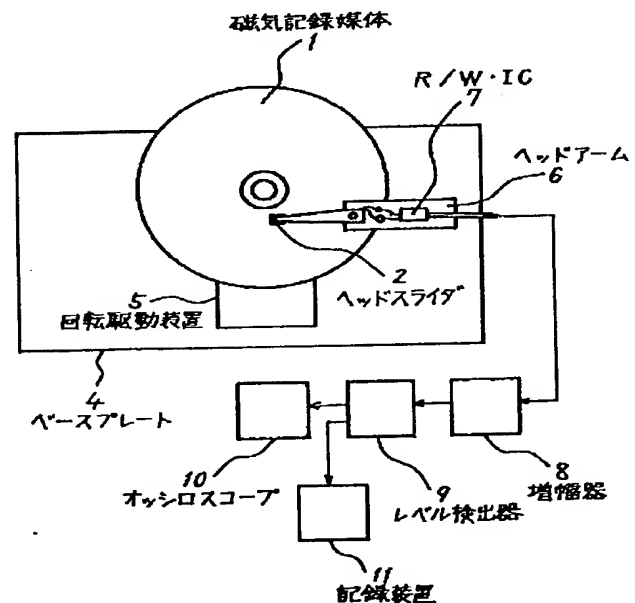 磁気記録媒体
1
R/W・IC
7
ヘッドアーム
6
2
ヘッドスライダ
5
回転駆動装置
4
ベースプレート
10
オッシロスコープ
9
レベル検出器
8
増幅器
11
記録装置